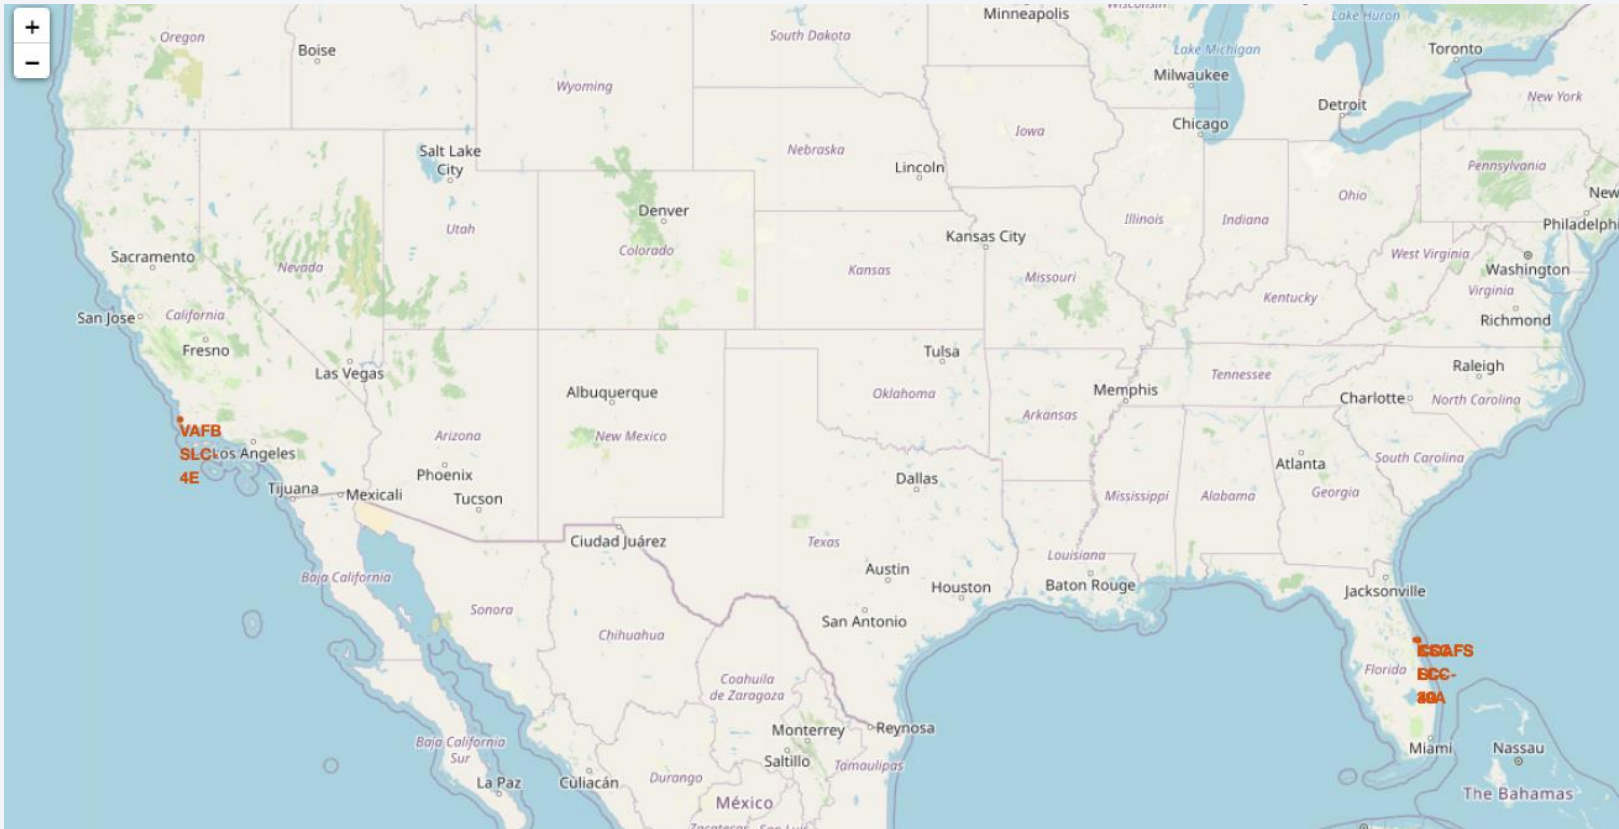 +
−
Minneapolis
Wisconsin
Lake Huron
Oregon
Boise
South Dakota
Lake Michigan
Toronto
Milwaukee
Wyoming
Detroit
New York
Chicago
Iowa
Salt Lake
City
Nebraska
Lincoln
Pennsylvania
Ohio
New
Denver
Illinois
Indiana
Philadelphi
Utah
Kansas City
Sacramento
Colorado
West Virginia
Nevada
Kansas
Missouri
Washington
Kentucky
Virginia
San Jose
California
Richmond
Fresno
Tulsa
Las Vegas
Raleigh
Tennessee
Albuquerque
Oklahoma
Memphis
Charlotte
North Carolina
Arkansas
VAFB
SLC-
4E
Los Angeles
Arizona
New Mexico
Atlanta
South Carolina
Phoenix
Dallas
Tijuana
Mexicali
Tucson
Mississippi
Alabama
Georgia
Ciudad Juárez
Texas
Louisiana
Baja California
Austin
Houston
Baton Rouge
Jacksonville
Sonora
San Antonio
Chihuahua
Florida
Coahuila
de Zaragoza
Monterrey
Reynosa
Baja California
Sur
Miami
Nassau
Saltillo
Tamaulipas
La Paz
Culiacán
Durango
México
The Bahamas
Zacatecas
San Luis